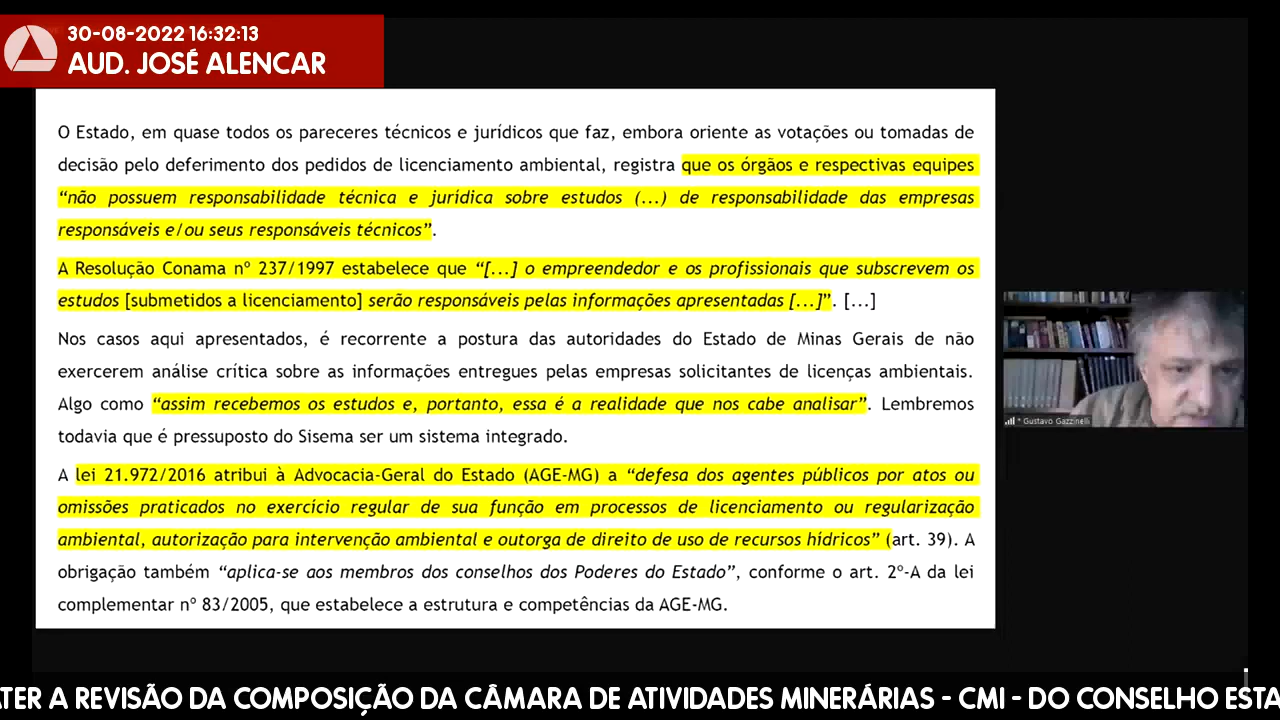 30-08-2022 16:32:13
AUD. JOSÉ ALENCAR
O Estado, em quase todos os pareceres técnicos e jurídicos que faz, embora oriente as votações ou tomadas de
decisão pelo deferimento dos pedidos de licenciamento ambiental, registra que os órgãos e respectivas equipes
“não possuem responsabilidade técnica e jurídica sobre estudos (...) de responsabilidade das empresas
responsáveis e/ou seus responsáveis técnicos”.
A Resolução Conama nº 237/1997 estabelece que “[...] o empreendedor e os profissionais que subscrevem os
estudos [submetidos a licenciamento] serão responsáveis pelas informações apresentadas [...]”. [...]
Nos casos aqui apresentados, é recorrente a postura das autoridades do Estado de Minas Gerais de não
exercerem análise crítica sobre as informações entregues pelas empresas solicitantes de licenças ambientais.
Algo como “assim recebemos os estudos e, portanto, essa é a realidade que nos cabe analisar”. Lembremos
todavia que é pressuposto do Sisema ser um sistema integrado.
A lei 21.972/2016 atribui à Advocacia-Geral do Estado (AGE-MG) a “defesa dos agentes públicos por atos ou
omissões praticados no exercício regular de sua função em processos de licenciamento ou regularização
ambiental, autorização para intervenção ambiental e outorga de direito de uso de recursos hídricos” (art. 39). A
obrigação também “aplica-se aos membros dos conselhos dos Poderes do Estado”, conforme o art. 2º-A da lei
complementar nº 83/2005, que estabelece a estrutura e competências da AGE-MG.
* Gustavo Gazzinelli
TER A REVISÃO DA COMPOSIÇÃO DA CÂMARA DE ATIVIDADES MINERÁRIAS - CMI - DO CONSELHO ESTA